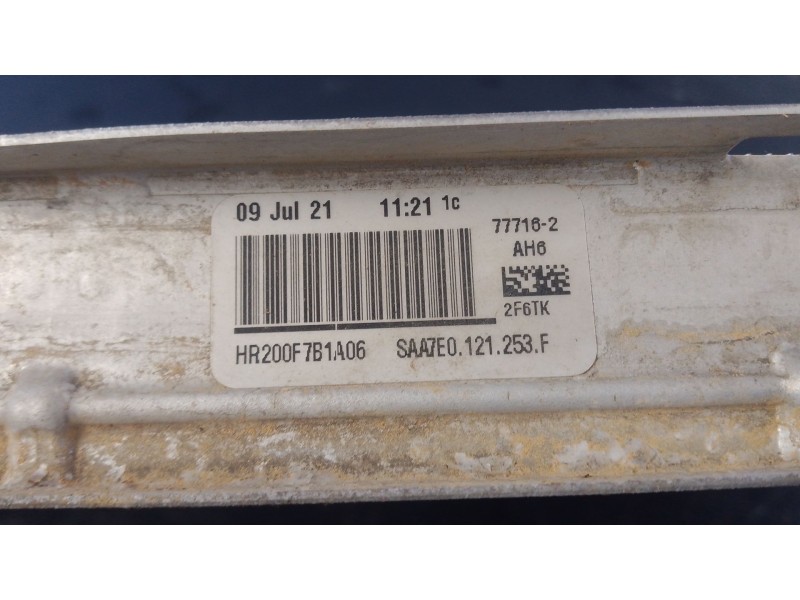 09 Jul 21 11:21 1c
77716-2
AH6
2F6TK
HR200F7B1A06 SAA7E0.121.253.F